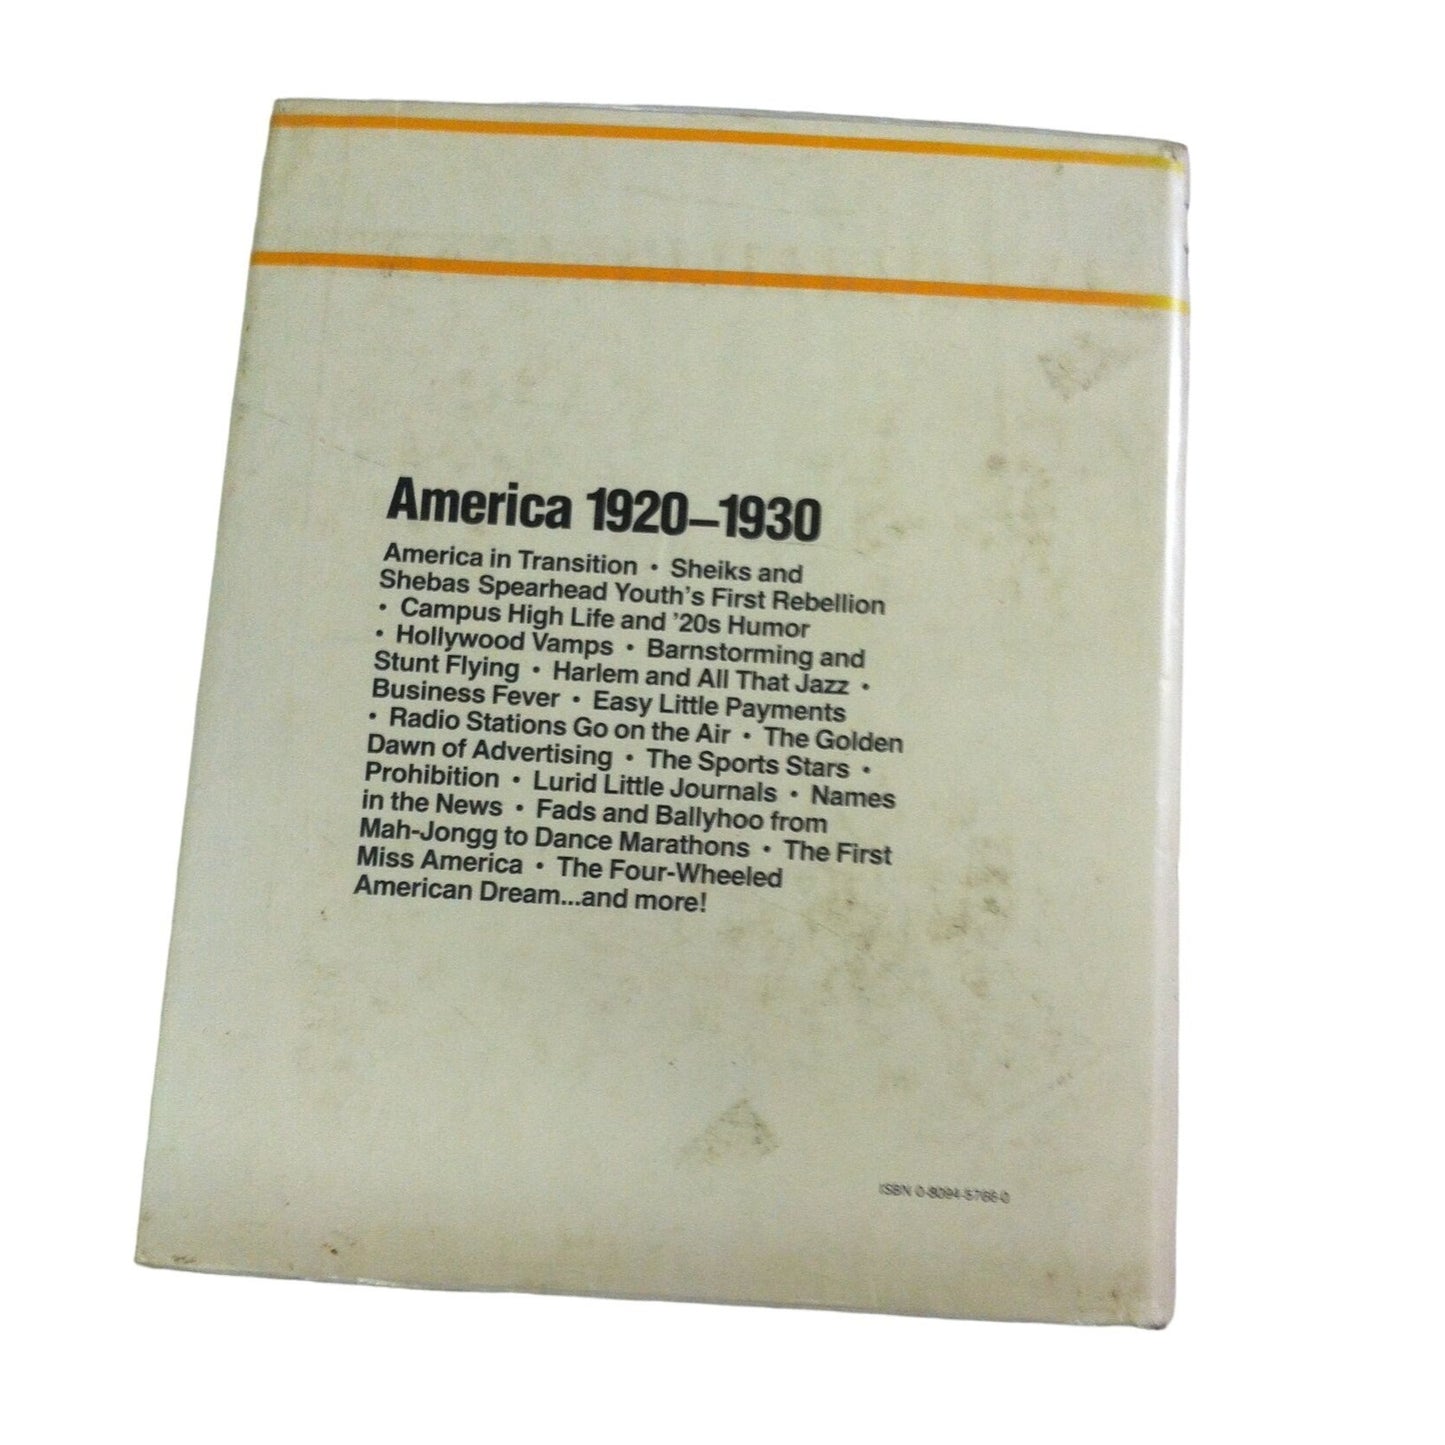 America 1920–1930
America in Transition • Sheiks and
Shebas Spearhead Youth's First Rebellion
• Campus High Life and '20s Humor
• Hollywood Vamps • Barnstorming and
Stunt Flying • Harlem and All That Jazz •
Business Fever • Easy Little Payments
• Radio Stations Go on the Air • The Golden
Dawn of Advertising • The Sports Stars •
Prohibition • Lurid Little Journals • Names
in the News • Fads and Ballyhoo from
Mah-Jongg to Dance Marathons • The First
Miss America • The Four-Wheeled
American Dream...and more!
ISBN 0-8094-5766-0